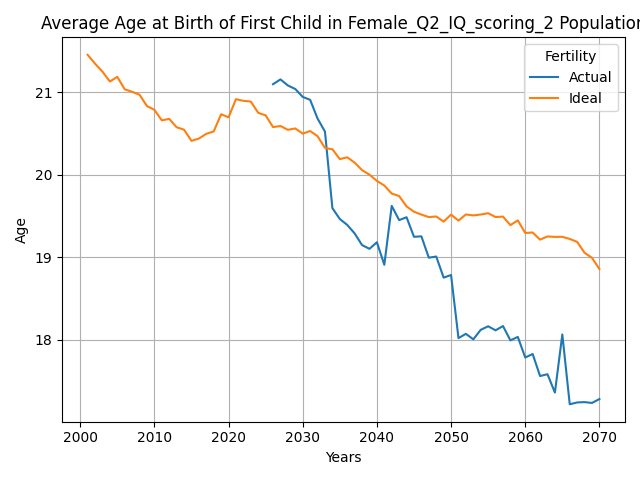 Average Age at Birth of First Child in Female_Q2_IQ_scoring_2 Population
Fertility
Actual
Ideal
21
20
19
18
Age
2000 2010 2020 2030 2040 2050 2060 2070
Years